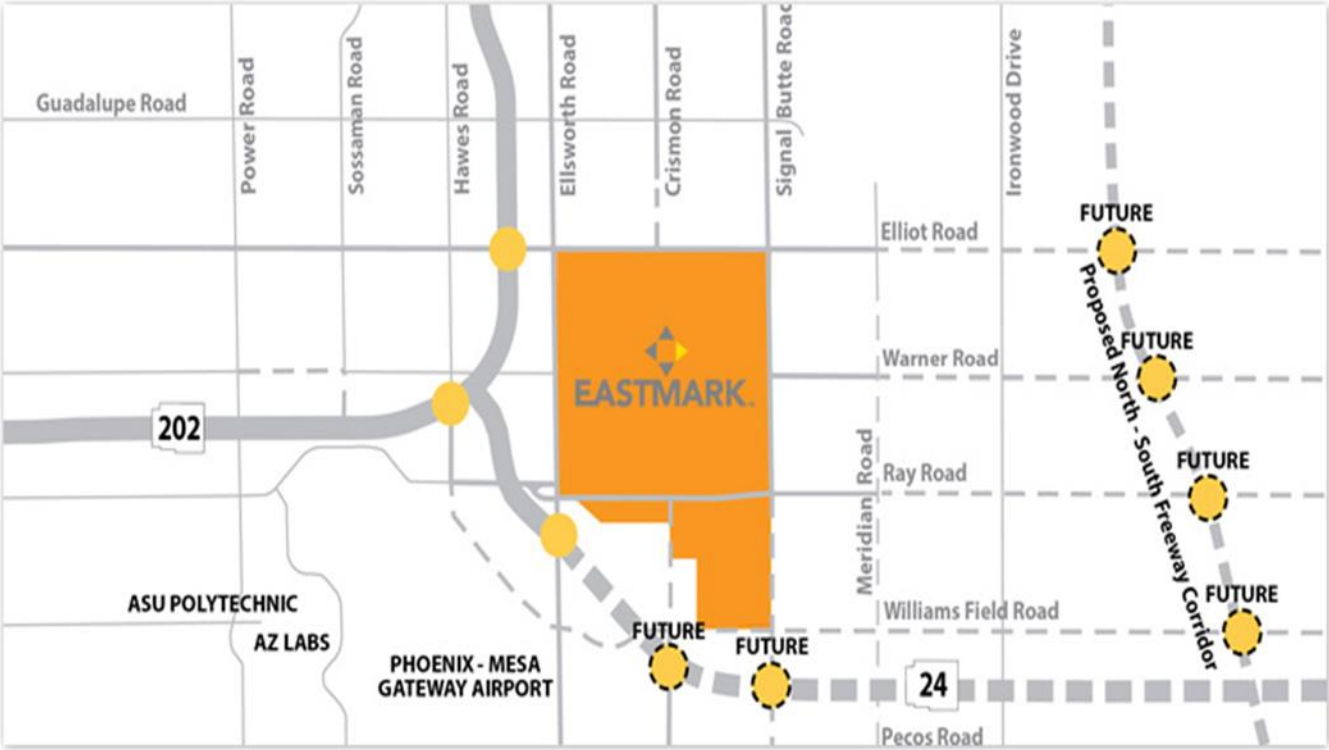 Guadalupe Road
Power Road
Sossaman Road
Hawes Road
Ellsworth Road
Crismon Road
Signal Butte Road
Ironwood Drive
FUTURE
Elliot Road
FUTURE
Warner Road
Proposed North - South Freeway Corridor
EASTMARK
202
FUTURE
Ray Road
Meridian Road
FUTURE
Williams Field Road
ASU POLYTECHNIC
AZ LABS
FUTURE
FUTURE
PHOENIX - MESA
GATEWAY AIRPORT
24
Pecos Road